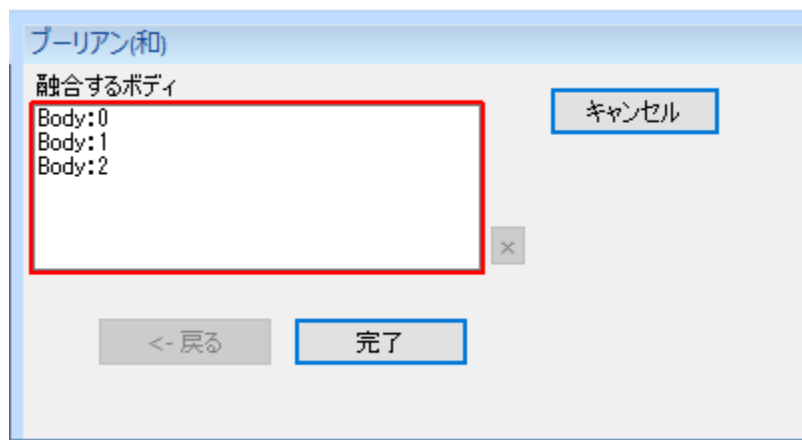 ブーリアン(和)
融合するボディ
Body:0
Body:1
Body:2
キャンセル
×
<- 戻る
完了